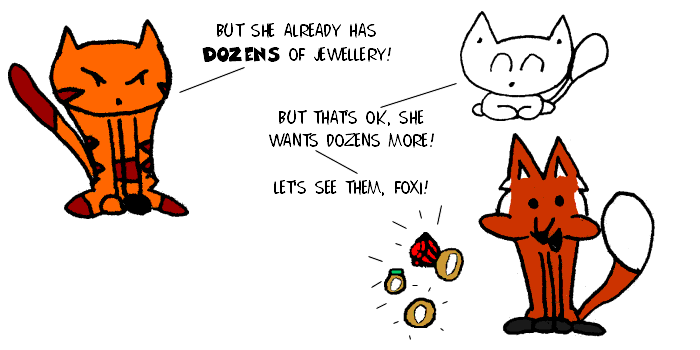 BUT SHE ALREADY HAS
DOZENS OF JEWELLERY!
BUT THAT'S OK, SHE
WANTS DOZENS MORE!
LET'S SEE THEM, FOXI!